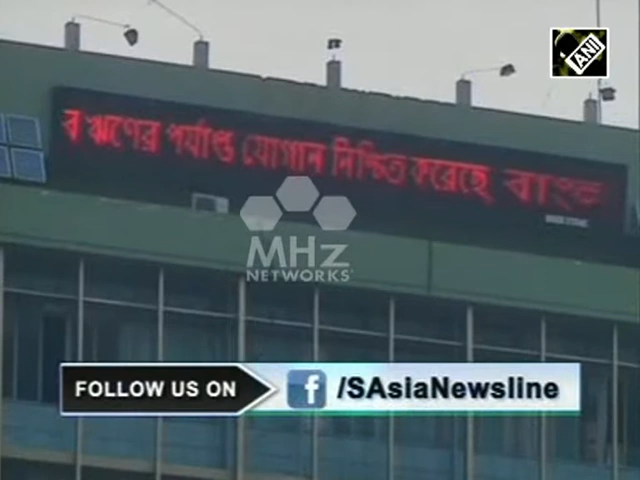 ANI
ব ঋণের পর্যাপ্ত যোগান নিশ্চিত করেছে
MHz
NETWORKS
FOLLOW US ON f /SAsiaNewsline